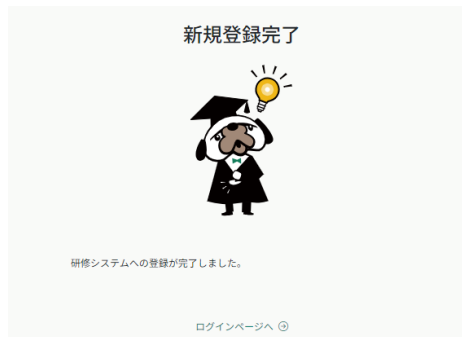 新規登録完了
研修システムへの登録が完了しました。
ログインページへ